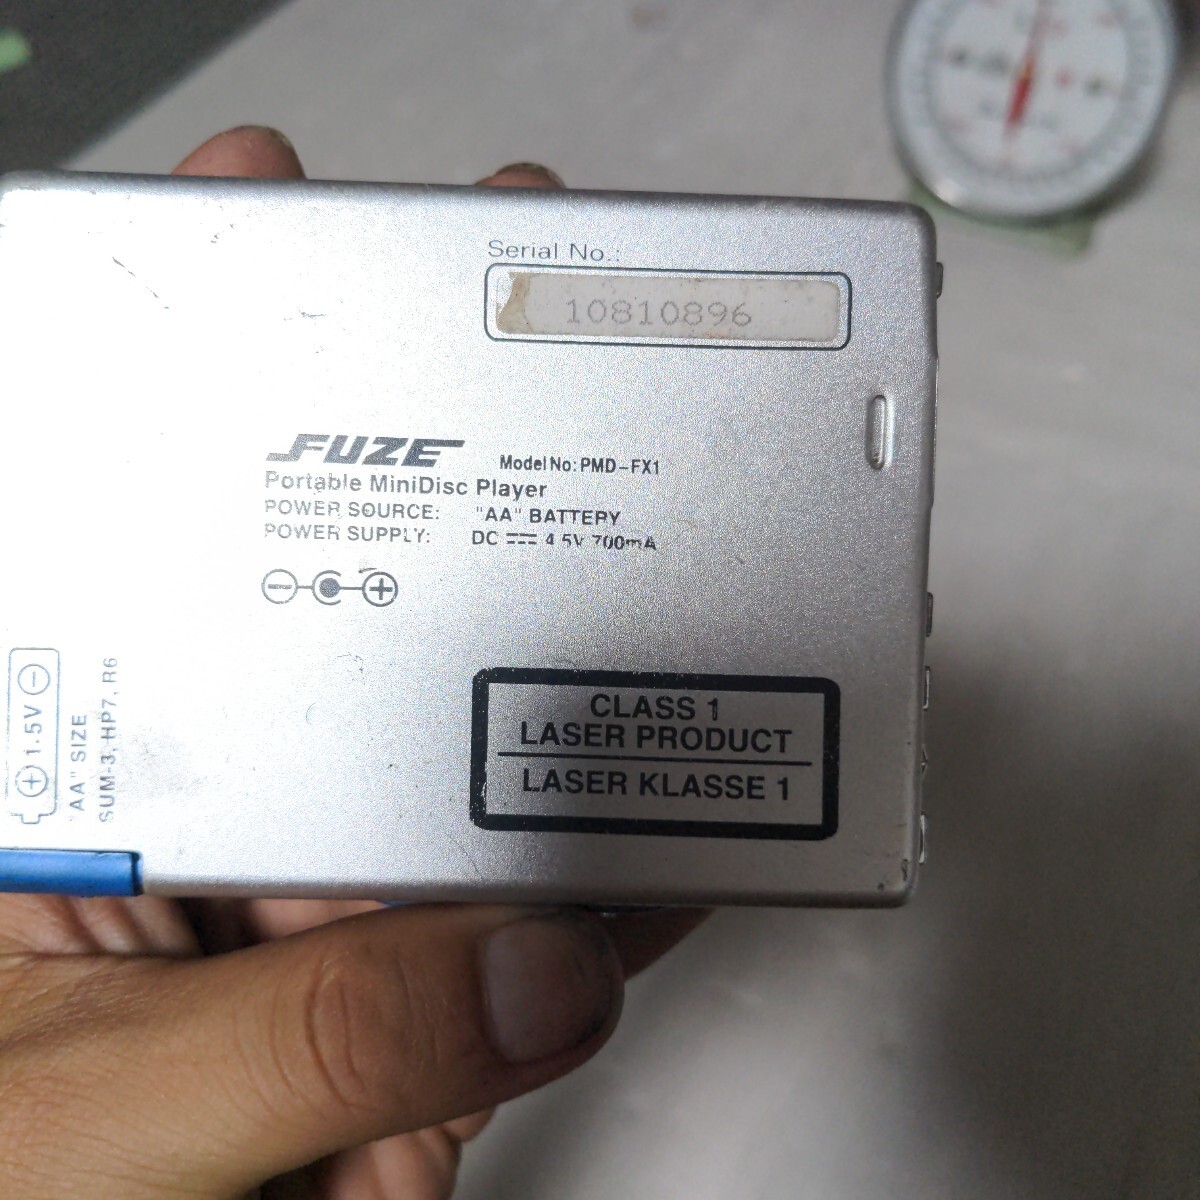 Serial No.:
10810896
FUZE Model No: PMD-FX1
Portable MiniDisc Player
POWER SOURCE: "AA" BATTERY
POWER SUPPLY: DC ⎓ 4.5V 700mA
1.5V
"AA" SIZE
SUM-3, HP7, R6
CLASS 1
LASER PRODUCT
LASER KLASSE 1